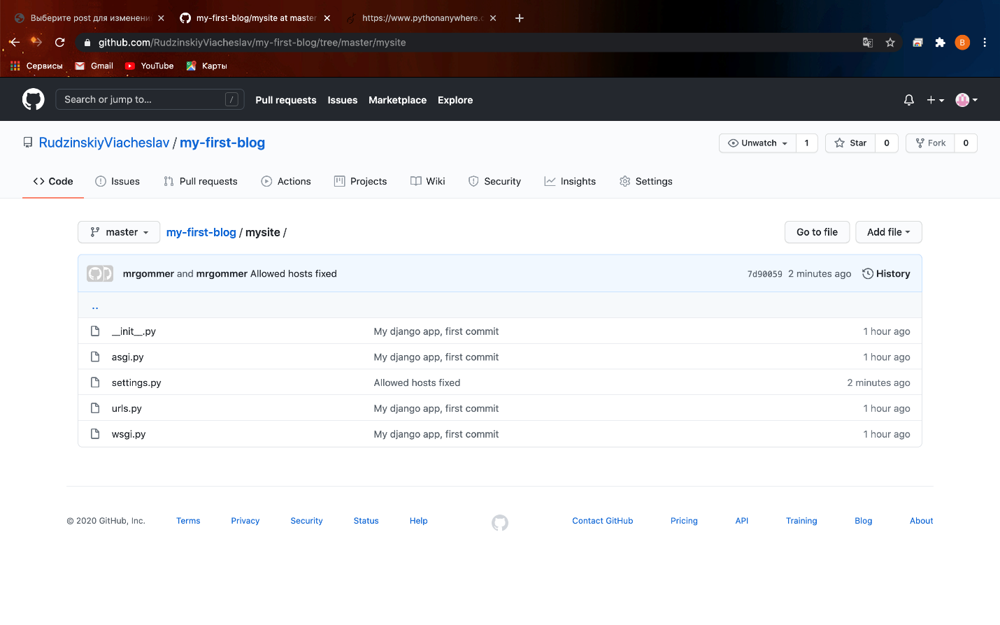 Выберите post для изменени
my-first-blog/mysite at master
https://www.pythonanywhere.c
github.com/RudzinskiyViacheslav/my-first-blog/tree/master/mysite
B
Сервисы Gmail YouTube Карты
Search or jump to... /
Pull requests Issues Marketplace Explore
RudzinskiyViacheslav / my-first-blog
Unwatch 1 Star 0 Fork 0
Code Issues Pull requests Actions Projects Wiki Security Insights Settings
master my-first-blog / mysite /
Go to file Add file
mrgommer and mrgommer Allowed hosts fixed 7d90059 2 minutes ago History
..
__init__.py My django app, first commit 1 hour ago
asgi.py My django app, first commit 1 hour ago
settings.py Allowed hosts fixed 2 minutes ago
urls.py My django app, first commit 1 hour ago
wsgi.py My django app, first commit 1 hour ago
© 2020 GitHub, Inc. Terms Privacy Security Status Help Contact GitHub Pricing API Training Blog About